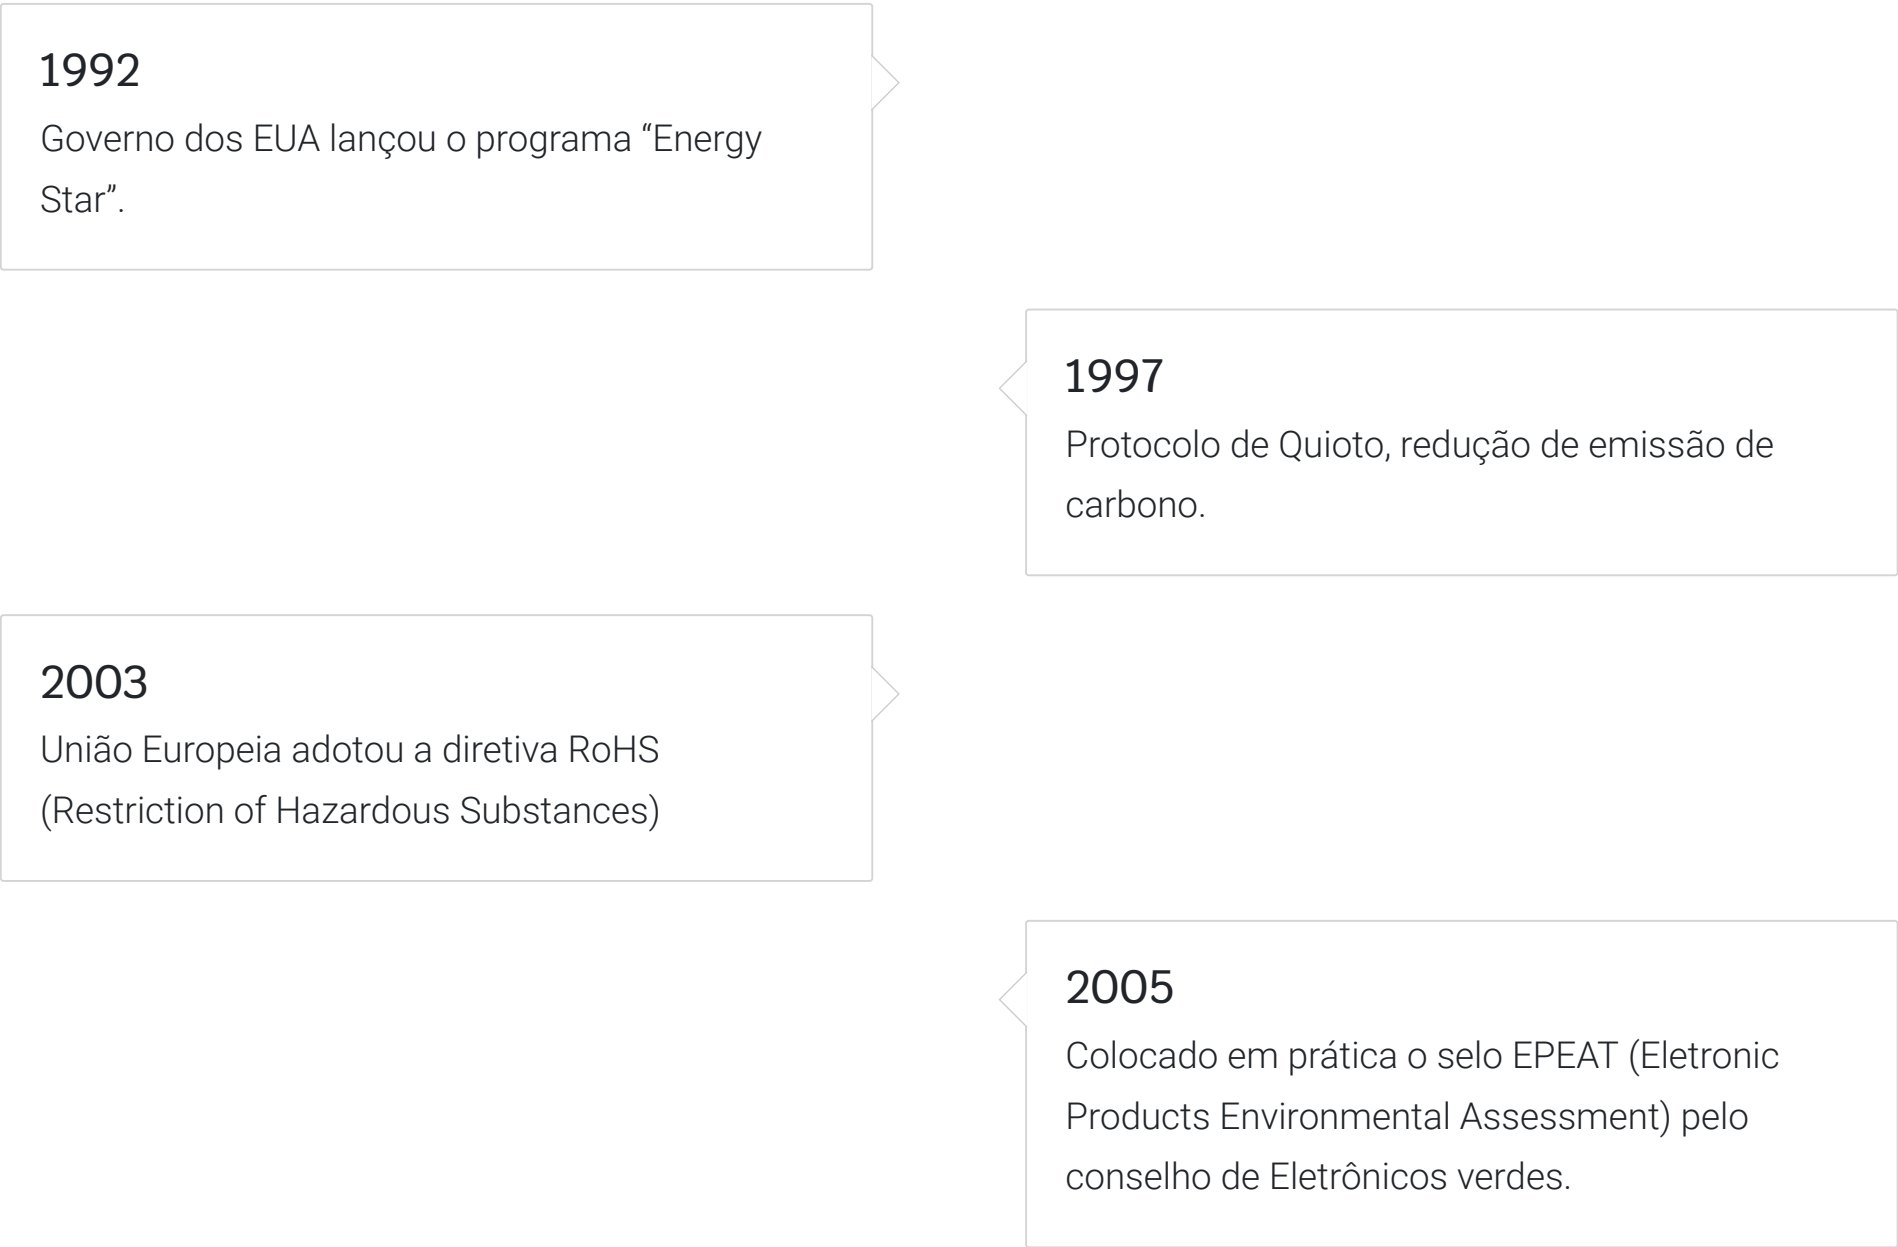 1992
Governo dos EUA lançou o programa “Energy
Star”.
1997
Protocolo de Quioto, redução de emissão de
carbono.
2003
União Europeia adotou a diretiva RoHS
(Restriction of Hazardous Substances)
2005
Colocado em prática o selo EPEAT (Eletronic
Products Environmental Assessment) pelo
conselho de Eletrônicos verdes.